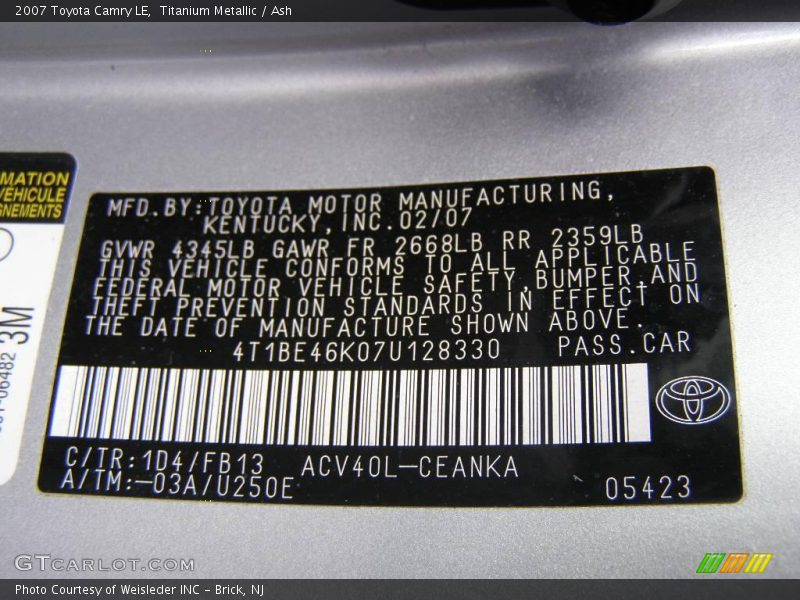 2007 Toyota Camry LE, Titanium Metallic / Ash
MATION
VEHICULE
GNEMENTS
3M
06482
MFD.BY:TOYOTA MOTOR MANUFACTURING,
KENTUCKY,INC.02/07
GVWR 4345LB GAWR FR 2668LB RR 2359LB
THIS VEHICLE CONFORMS TO ALL APPLICABLE
FEDERAL MOTOR VEHICLE SAFETY,BUMPER,AND
THEFT PREVENTION STANDARDS IN EFFECT ON
THE DATE OF MANUFACTURE SHOWN ABOVE.
4T1BE46K07U128330 PASS.CAR
C/TR:1D4/FB13 ACV40L-CEANKA
A/TM:-03A/U250E 05423
GTCARLOT.COM
Photo Courtesy of Weisleder INC - Brick, NJ